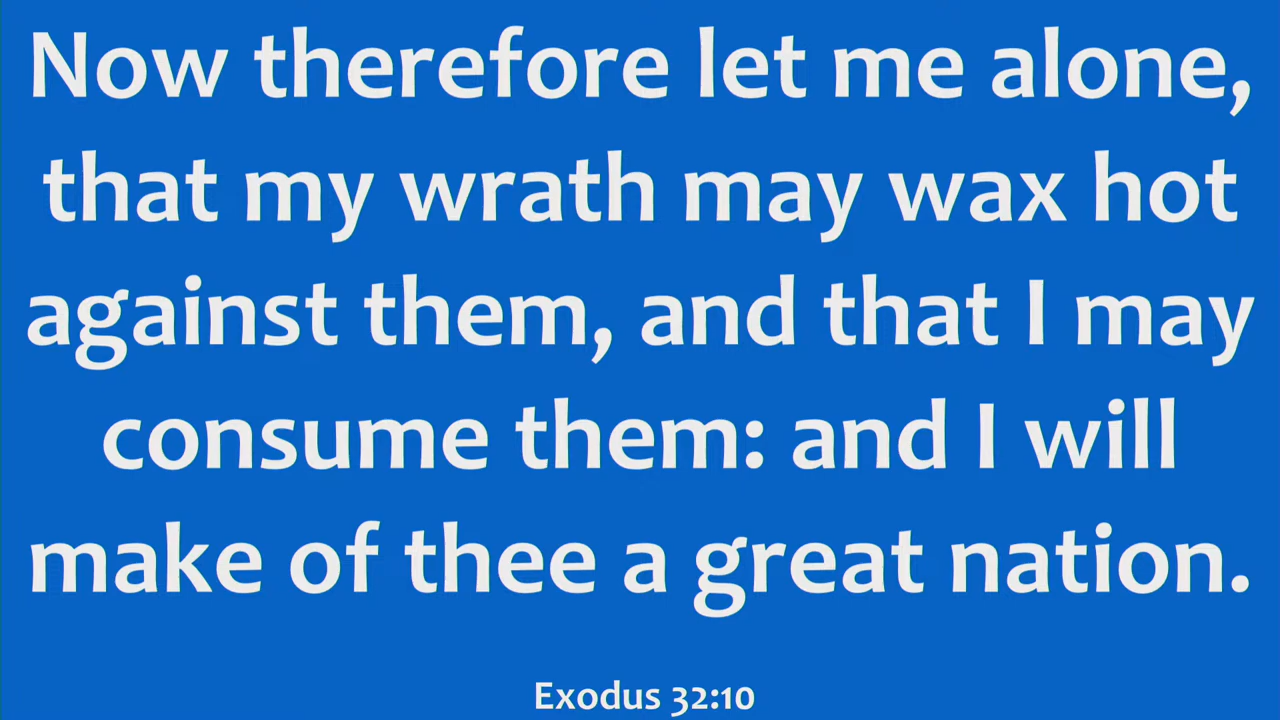 Now therefore let me alone,
that my wrath may wax hot
against them, and that I may
consume them: and I will
make of thee a great nation.
Exodus 32:10